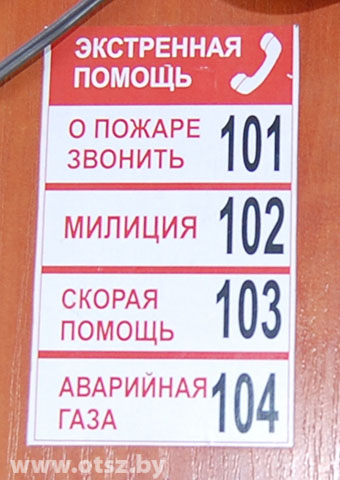 ЭКСТРЕННАЯ
ПОМОЩЬ
О ПОЖАРЕ
ЗВОНИТЬ 101
МИЛИЦИЯ 102
СКОРАЯ
ПОМОЩЬ 103
АВАРИЙНАЯ
ГАЗА 104
www.otsz.by